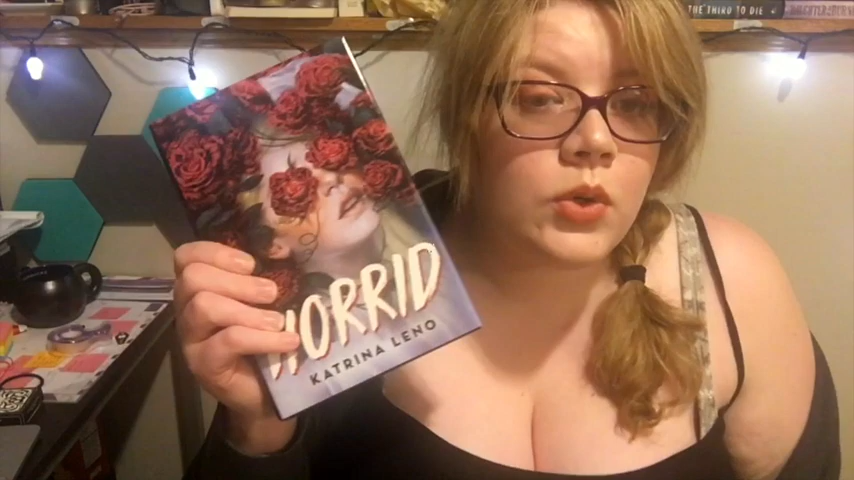 THE THIRD TO DIE
HORRID
KATRINA LENO